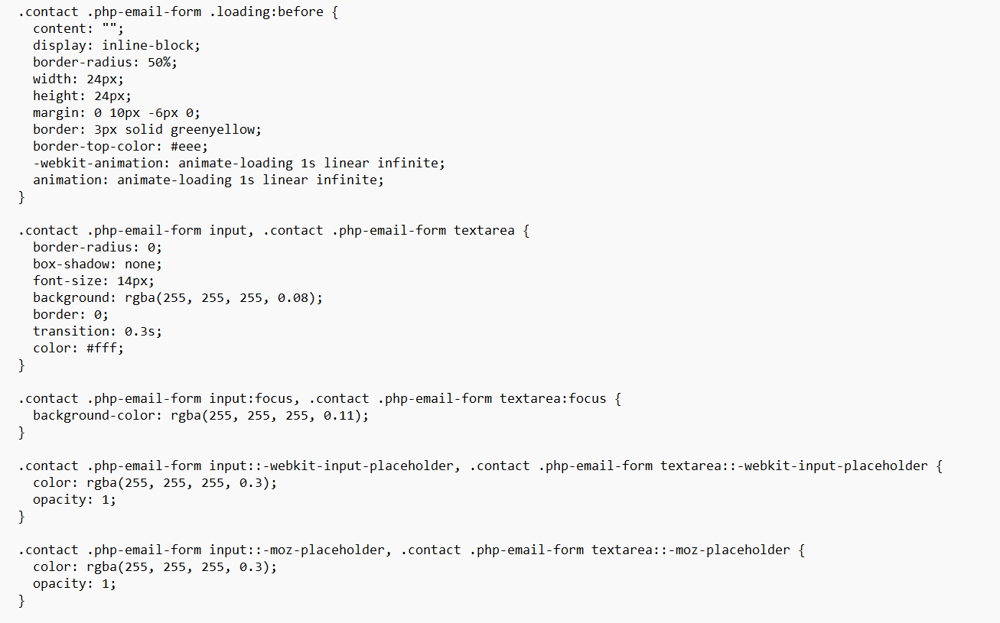 .contact .php-email-form .loading:before {
  content: "";
  display: inline-block;
  border-radius: 50%;
  width: 24px;
  height: 24px;
  margin: 0 10px -6px 0;
  border: 3px solid greenyellow;
  border-top-color: #eee;
  -webkit-animation: animate-loading 1s linear infinite;
  animation: animate-loading 1s linear infinite;
}

.contact .php-email-form input, .contact .php-email-form textarea {
  border-radius: 0;
  box-shadow: none;
  font-size: 14px;
  background: rgba(255, 255, 255, 0.08);
  border: 0;
  transition: 0.3s;
  color: #fff;
}

.contact .php-email-form input:focus, .contact .php-email-form textarea:focus {
  background-color: rgba(255, 255, 255, 0.11);
}

.contact .php-email-form input::-webkit-input-placeholder, .contact .php-email-form textarea::-webkit-input-placeholder {
  color: rgba(255, 255, 255, 0.3);
  opacity: 1;
}

.contact .php-email-form input::-moz-placeholder, .contact .php-email-form textarea::-moz-placeholder {
  color: rgba(255, 255, 255, 0.3);
  opacity: 1;
}